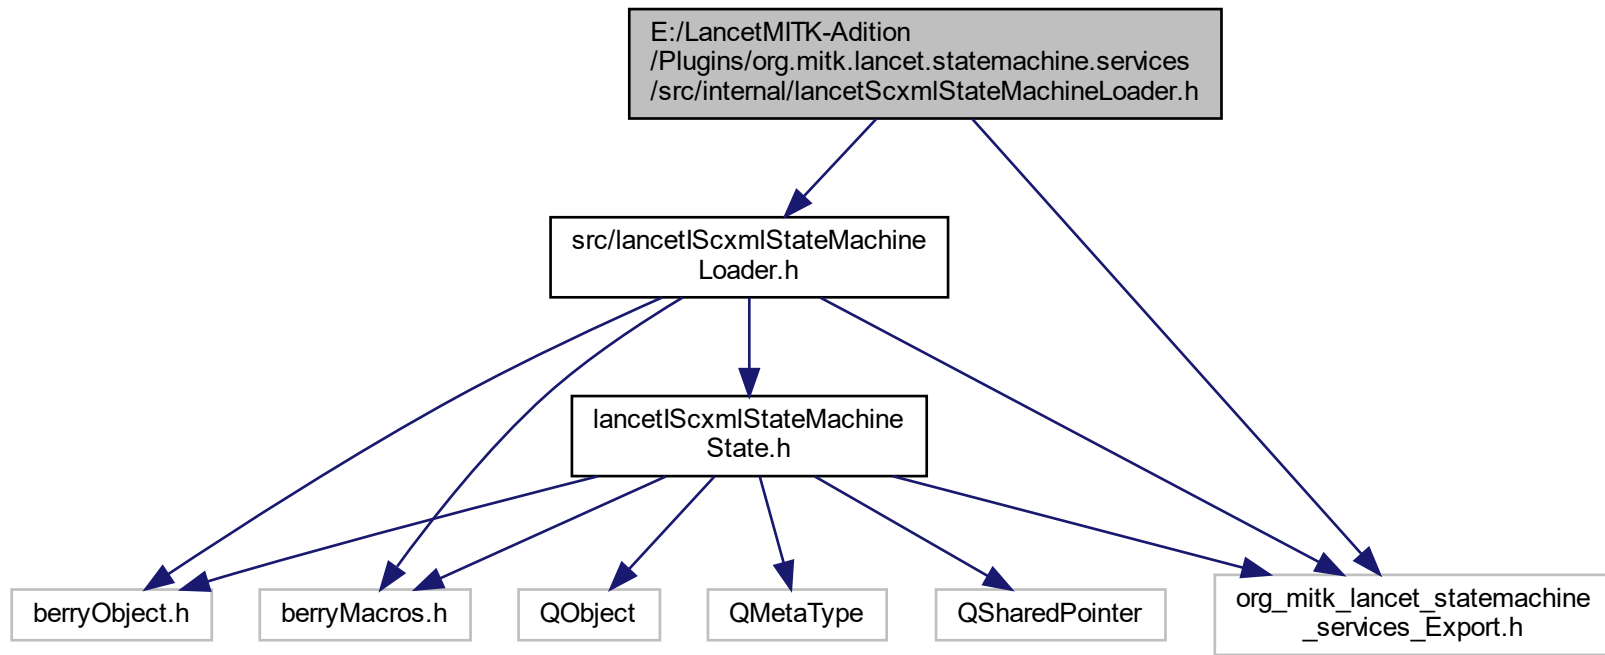 E:/LancetMITK-Adition
/Plugins/org.mitk.lancet.statemachine.services
/src/internal/lancetScxmlStateMachineLoader.h
src/lancetIScxmlStateMachine
Loader.h
lancetIScxmlStateMachine
State.h
berryObject.h
berryMacros.h
QObject
QMetaType
QSharedPointer
org_mitk_lancet_statemachine
_services_Export.h